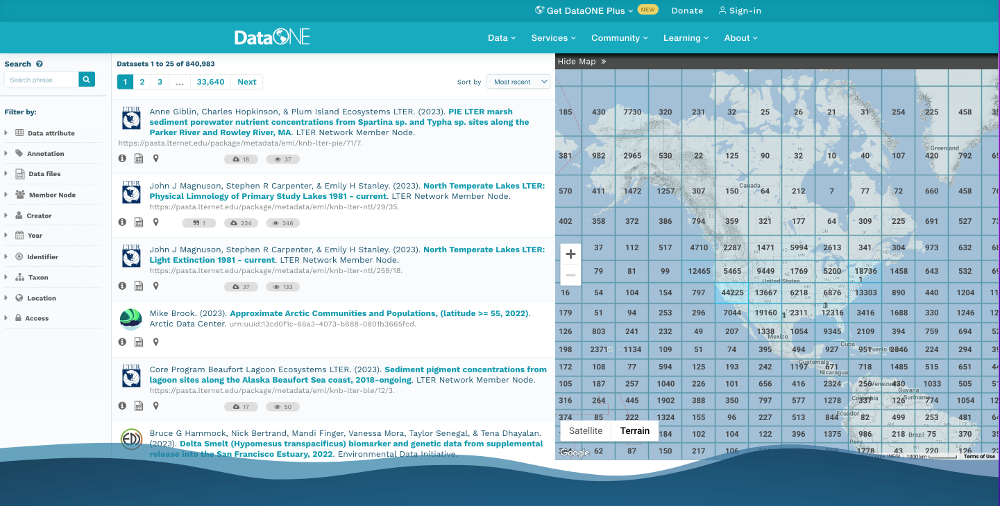 Get DataONE Plus NEW Donate Sign-in
DataONE Data Services Community Learning About
Search
Search phrase
Filter by:
Data attribute
Annotation
Data files
Member Node
Creator
Year
Identifier
Taxon
Location
Access
Datasets 1 to 25 of 840,983
1 2 3 ... 33,640 Next
Sort by Most recent
LTER
Anne Giblin, Charles Hopkinson, & Plum Island Ecosystems LTER. (2023). PIE LTER marsh
sediment porewater nutrient concentrations from Spartina sp. and Typha sp. sites along the
Parker River and Rowley River, MA. LTER Network Member Node.
https://pasta.lternet.edu/package/metadata/eml/knb-lter-pie/71/7.
18 37
LTER
John J Magnuson, Stephen R Carpenter, & Emily H Stanley. (2023). North Temperate Lakes LTER:
Physical Limnology of Primary Study Lakes 1981 - current. LTER Network Member Node.
https://pasta.lternet.edu/package/metadata/eml/knb-lter-ntl/29/35.
1 224 246
LTER
John J Magnuson, Stephen R Carpenter, & Emily H Stanley. (2023). North Temperate Lakes LTER:
Light Extinction 1981 - current. LTER Network Member Node.
https://pasta.lternet.edu/package/metadata/eml/knb-lter-ntl/259/18.
37 133
Mike Brook. (2023). Approximate Arctic Communities and Populations, (latitude >= 55, 2022).
Arctic Data Center. urn:uuid:13cd0f1c-66a3-4073-b688-0801b3665fcd.
LTER
Core Program Beaufort Lagoon Ecosystems LTER. (2023). Sediment pigment concentrations from
lagoon sites along the Alaska Beaufort Sea coast, 2018-ongoing. LTER Network Member Node.
https://pasta.lternet.edu/package/metadata/eml/knb-lter-ble/12/3.
17 50
EDI
Bruce G Hammock, Nick Bertrand, Mandi Finger, Vanessa Mora, Taylor Senegal, & Tena Dhayalan.
(2023). Delta Smelt (Hypomesus transpacificus) biomarker and genetic data from supplemental
release into the San Francisco Estuary, 2022. Environmental Data Initiative.
Hide Map »
185 430 7730 320 231 32 25 26 21 31 254 225 458
Greenland
381 982 2965 530 22 125 90 32 10 40 107 420 792
Canada
570 411 1472 1257 307 150 64 212 7 77 72 660 458
402 358 372 386 794 359 321 177 64 309 225 691 527
37 112 517 4710 2287 1471 5994 2613 341 304 973 632
79 81 99 12465 5465 9449 1769 5200 18736 1458 643 532
United States 1
16 54 104 154 797 44225 13667 6218 6876 13303 890 440 1204
1
179 51 94 253 296 7044 19160 1 2311 12316 3416 1688 330 1246
126 803 241 232 49 207 1338 1054 9345 2109 394 759 694
Mexico
Cuba
198 2371 1134 109 51 74 395 494 927 951 2846 224 294
Guatemala
172 108 77 594 125 193 242 1197 671 718 1485 515 651
Nicaragua
105 187 257 1040 226 101 656 416 2324 256 430 1033 505
Venezuela Guyana
316 264 445 1902 388 350 797 577 1278 337 126 774 1054
Colombia Suriname
374 85 222 1324 155 96 227 513 844 82 499 253 481
Ecuador
184 102 104 122 396 1375 986 218 75 370
Brazil
Peru
62 87 150 217 106 1778 43 220 126
+
−
Satellite Terrain
Google 1000 km Terms of Use